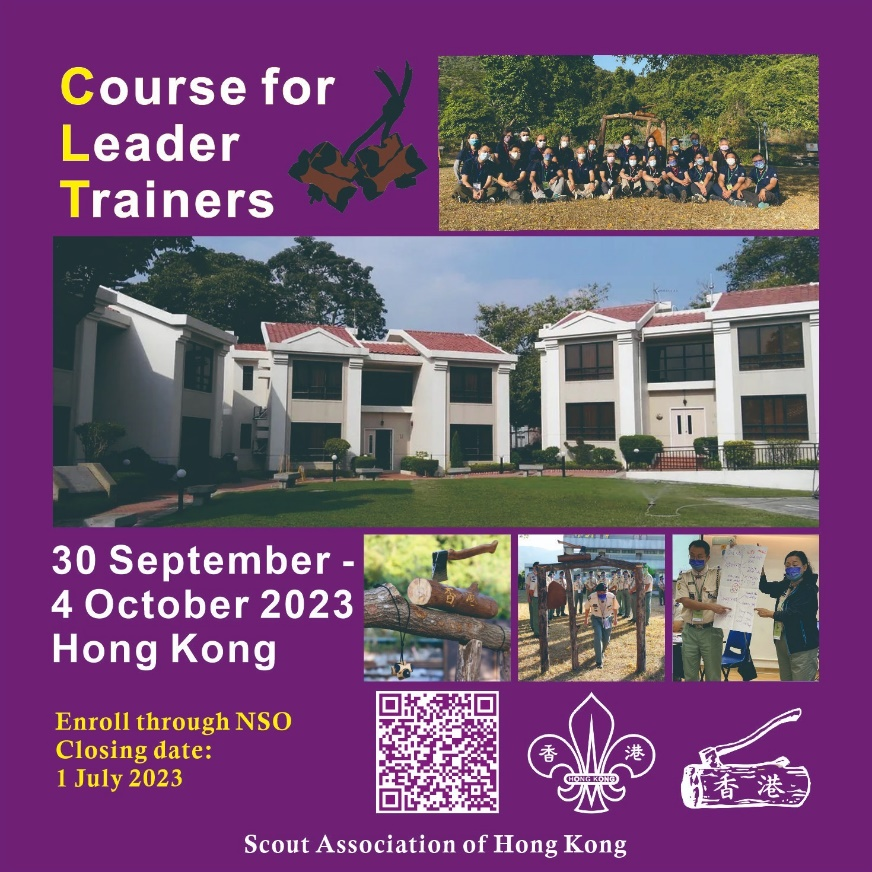 Course for
Leader
Trainers
30 September -
4 October 2023
Hong Kong
Enroll through NSO
Closing date:
1 July 2023
香 港
HONG KONG
香港
Scout Association of Hong Kong